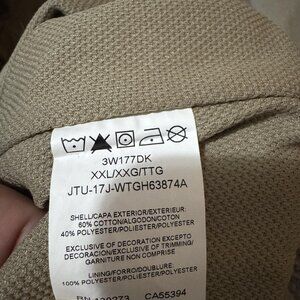 3W177DK
XXL/XXG/TTG
JTU-17J-WTGH63874A
SHELL/CAPA EXTERIOR/EXTERIEUR:
60% COTTON/ALGODON/COTON
40% POLYESTER/POLIESTER/POLYESTER
EXCLUSIVE OF DECORATION EXCEPTO
DECORACION/EXCLUSIVE OF TRIMMING/
GARNITURE NON COMPRISE
LINING/FORRO/DOUBLURE:
100% POLYESTER/POLIESTER/POLYESTER
CA55394